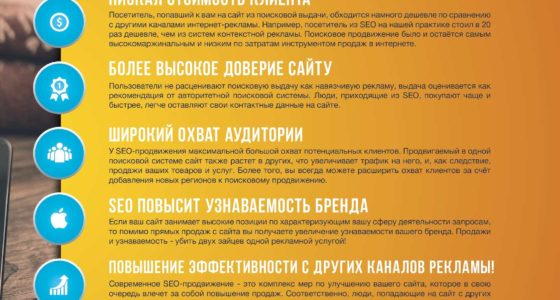 НИЗКАЯ СТОИМОСТЬ КЛИЕНТА
Посетитель, попавший к вам на сайт из поисковой выдачи, обходится намного дешевле по сравнению
с другими каналами интернет-рекламы. Например, посетитель из SEO на нашей практике стоил в 20
раз дешевле, чем из систем контекстной рекламы. Поисковое продвижение было и остаётся самым
высокомаржинальным и низким по затратам инструментом продаж в интернете.
БОЛЕЕ ВЫСОКОЕ ДОВЕРИЕ САЙТУ
Пользователи не расценивают поисковую выдачу как навязчивую рекламу, выдача оценивается как
рекомендация от авторитетной поисковой системы. Люди, приходящие из SEO, покупают чаще и
быстрее, легче оставляют свои контактные данные на сайте.
1
ШИРОКИЙ ОХВАТ АУДИТОРИИ
У SEO-продвижения максимальной большой охват потенциальных клиентов. Продвигаемый в одной
поисковой системе сайт также растет в других, что увеличивает трафик на него, и, как следствие,
продажи ваших товаров и услуг. Более того, вы всегда можете расширить охват клиентов за счёт
добавления новых регионов к поисковому продвижению.
SEO ПОВЫСИТ УЗНАВАЕМОСТЬ БРЕНДА
Если ваш сайт занимает высокие позиции по характеризующим вашу сферу деятельности запросам,
то помимо прямых продаж с сайта вы получаете увеличение узнаваемости вашего бренда. Продажи
и узнаваемость - убить двух зайцев одной рекламной услугой!
ПОВЫШЕНИЕ ЭФФЕКТИВНОСТИ С ДРУГИХ КАНАЛОВ РЕКЛАМЫ!
Современное SEO-продвижение - это комплекс мер по улучшению вашего сайта, которое в свою
очередь влечет за собой повышение продаж. Соответственно, люди, попадающие на сайт с других